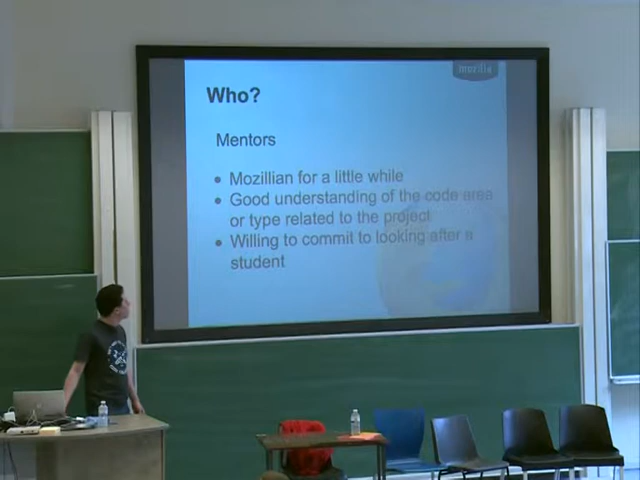 mozilla
Who?
Mentors
• Mozillian for a little while
• Good understanding of the code area
or type related to the project
• Willing to commit to looking after a
student